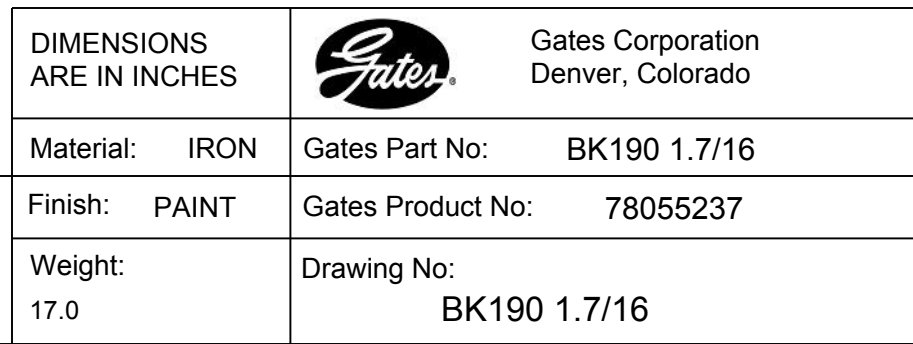 DIMENSIONS
ARE IN INCHES
Gates®
Gates Corporation
Denver, Colorado
Material: IRON
Gates Part No: BK190 1.7/16
Finish: PAINT
Gates Product No: 78055237
Weight:
17.0
Drawing No:
BK190 1.7/16